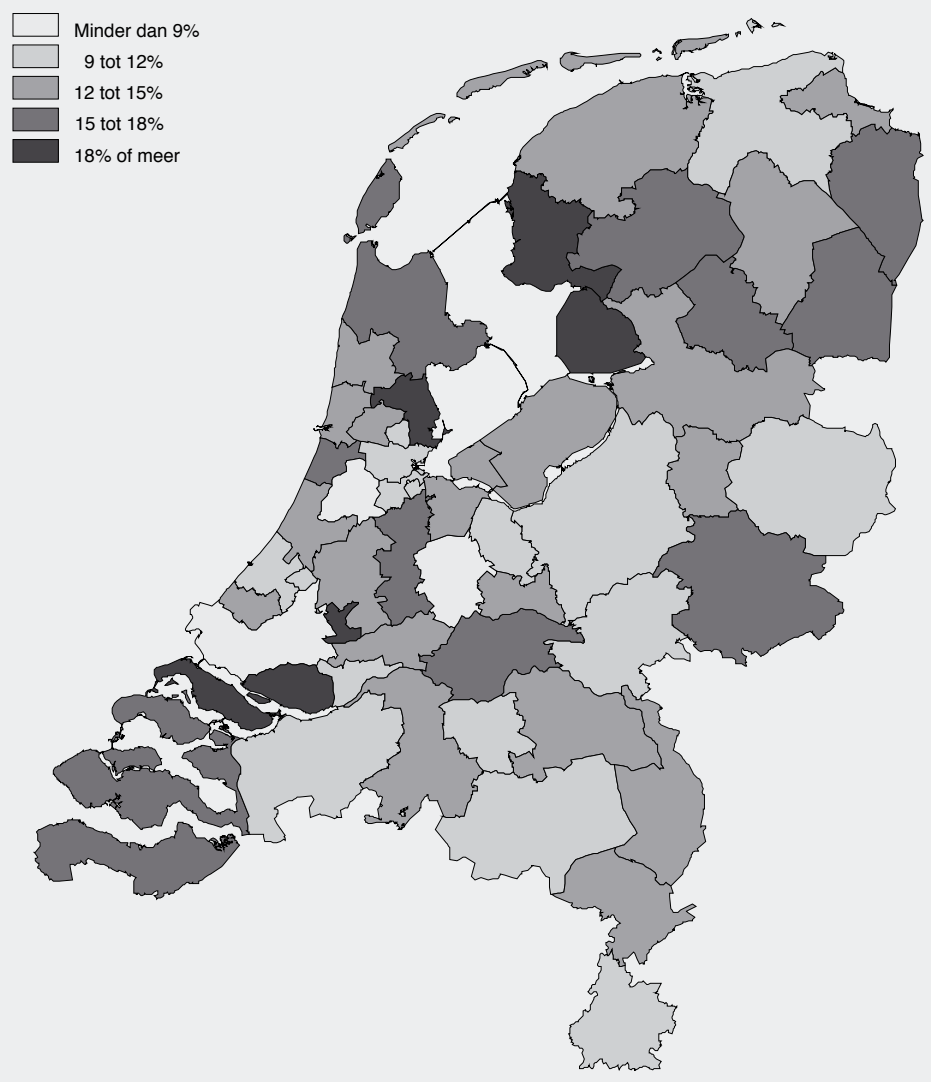 Minder dan 9%
9 tot 12%
12 tot 15%
15 tot 18%
18% of meer